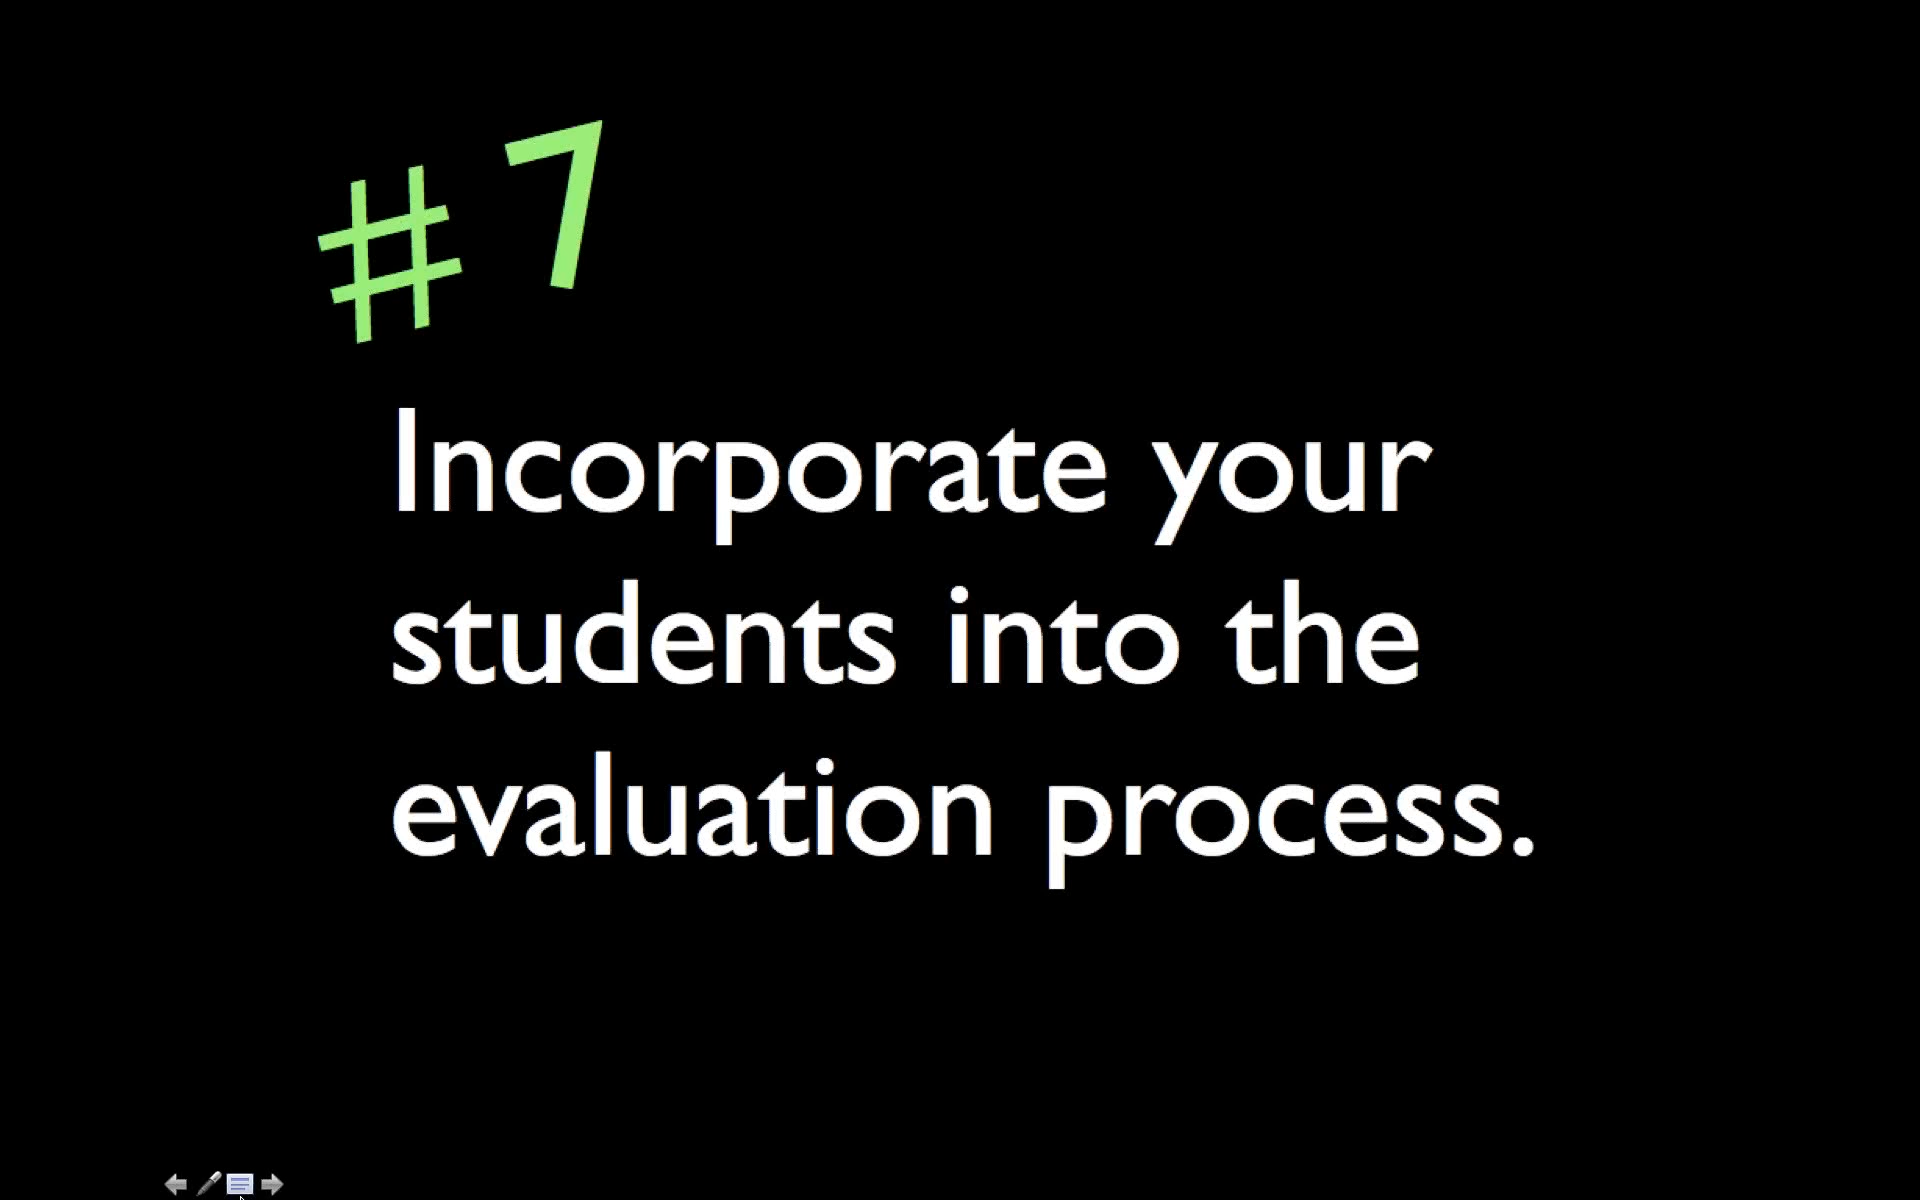 #7
Incorporate your
students into the
evaluation process.